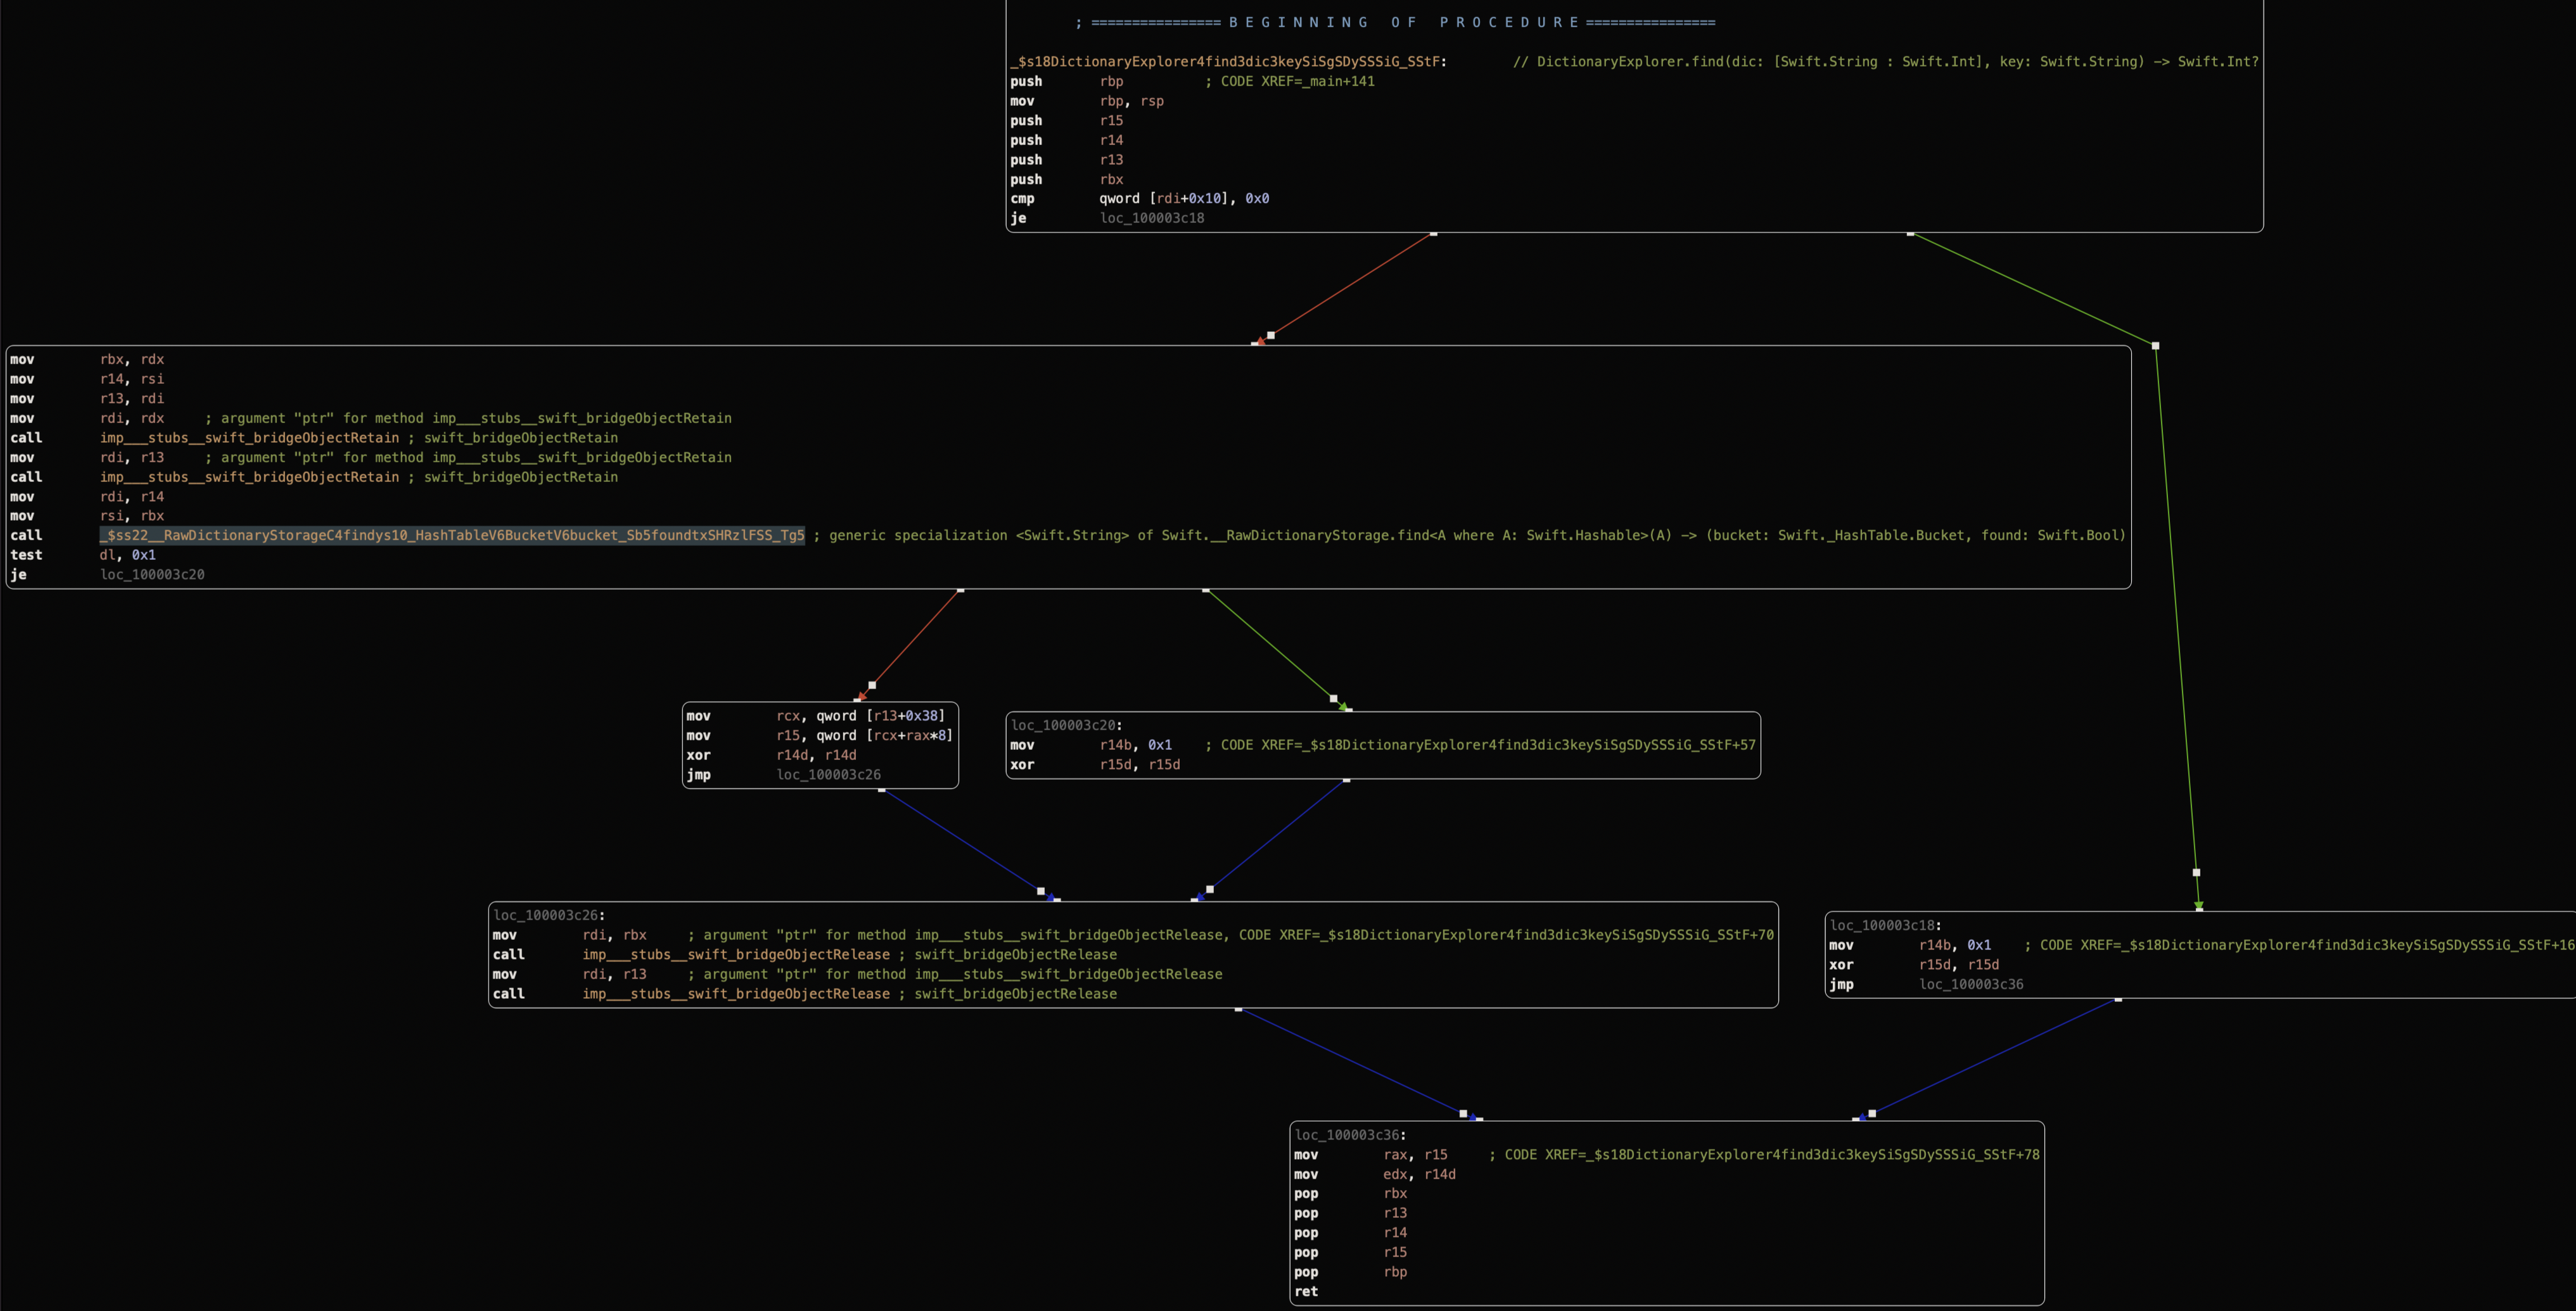 ; ================ B E G I N N I N G   O F   P R O C E D U R E ================
_$s18DictionaryExplorer4find3dic3keySiSgSDySSSiG_SStF:        // DictionaryExplorer.find(dic: [Swift.String : Swift.Int], key: Swift.String) -> Swift.Int?
push rbp ; CODE XREF=_main+141
mov rbp, rsp
push r15
push r14
push r13
push rbx
cmp qword [rdi+0x10], 0x0
je loc_100003c18
mov rbx, rdx
mov r14, rsi
mov r13, rdi
mov rdi, rdx ; argument "ptr" for method imp___stubs__swift_bridgeObjectRetain
call imp___stubs__swift_bridgeObjectRetain ; swift_bridgeObjectRetain
mov rdi, r13 ; argument "ptr" for method imp___stubs__swift_bridgeObjectRetain
call imp___stubs__swift_bridgeObjectRetain ; swift_bridgeObjectRetain
mov rdi, r14
mov rsi, rbx
call _$ss22__RawDictionaryStorageC4findys10_HashTableV6BucketV6bucket_Sb5foundtxSHRzlFSS_Tg5 ; generic specialization <Swift.String> of Swift.__RawDictionaryStorage.find<A where A: Swift.Hashable>(A) -> (bucket: Swift._HashTable.Bucket, found: Swift.Bool)
test dl, 0x1
je loc_100003c20
mov rcx, qword [r13+0x38]
mov r15, qword [rcx+rax*8]
xor r14d, r14d
jmp loc_100003c26
loc_100003c20:
mov r14b, 0x1 ; CODE XREF=_$s18DictionaryExplorer4find3dic3keySiSgSDySSSiG_SStF+57
xor r15d, r15d
loc_100003c26:
mov rdi, rbx ; argument "ptr" for method imp___stubs__swift_bridgeObjectRelease, CODE XREF=_$s18DictionaryExplorer4find3dic3keySiSgSDySSSiG_SStF+70
call imp___stubs__swift_bridgeObjectRelease ; swift_bridgeObjectRelease
mov rdi, r13 ; argument "ptr" for method imp___stubs__swift_bridgeObjectRelease
call imp___stubs__swift_bridgeObjectRelease ; swift_bridgeObjectRelease
loc_100003c18:
mov r14b, 0x1 ; CODE XREF=_$s18DictionaryExplorer4find3dic3keySiSgSDySSSiG_SStF+16
xor r15d, r15d
jmp loc_100003c36
loc_100003c36:
mov rax, r15 ; CODE XREF=_$s18DictionaryExplorer4find3dic3keySiSgSDySSSiG_SStF+78
mov edx, r14d
pop rbx
pop r13
pop r14
pop r15
pop rbp
ret